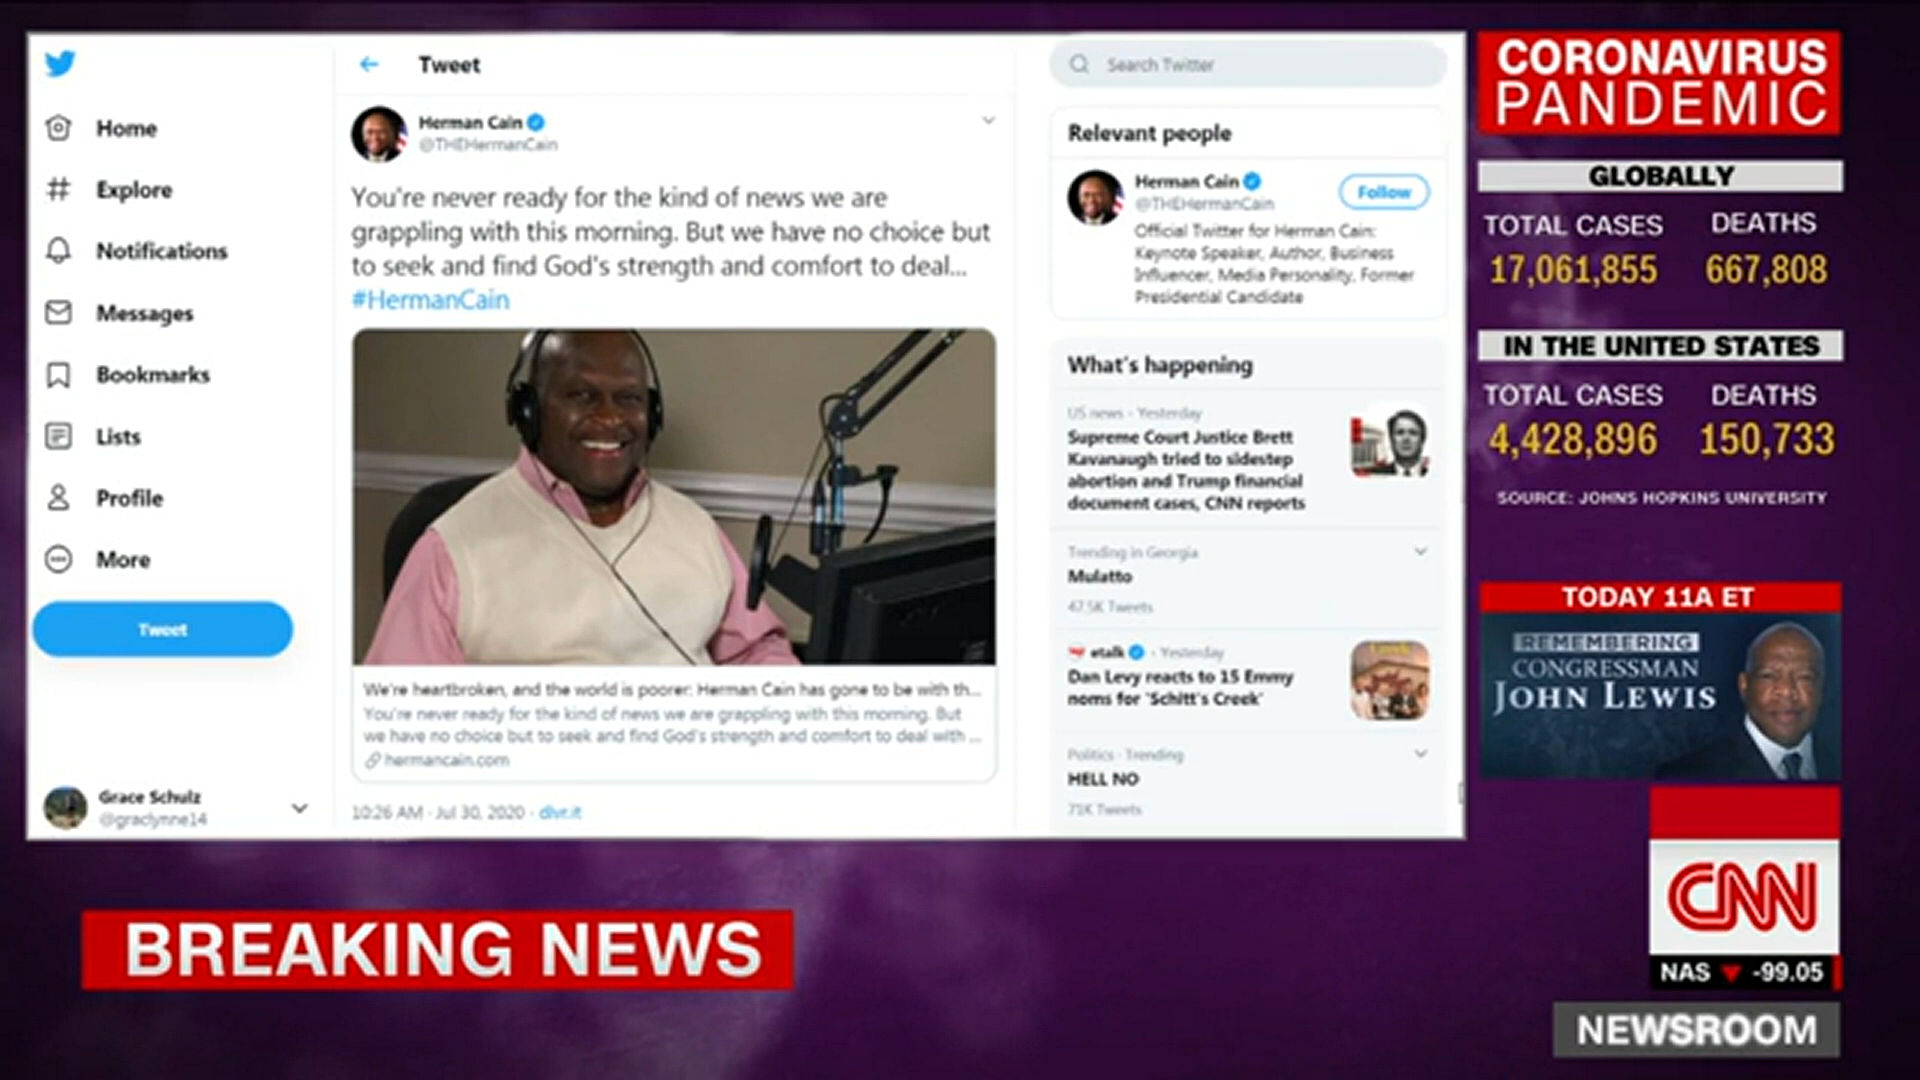 Tweet
Search Twitter
Home
Explore
Notifications
Messages
Bookmarks
Lists
Profile
More
Tweet
Grace Schulz
@graclynne14
Herman Cain
@THEHermanCain
You're never ready for the kind of news we are
grappling with this morning. But we have no choice but
to seek and find God's strength and comfort to deal...
#HermanCain
We're heartbroken, and the world is poorer: Herman Cain has gone to be with th...
You're never ready for the kind of news we are grappling with this morning. But
we have no choice but to seek and find God's strength and comfort to deal with ...
hermancain.com
10:26 AM · Jul 30, 2020 · dlvr.it
Relevant people
Herman Cain
@THEHermanCain
Follow
Official Twitter for Herman Cain:
Keynote Speaker, Author, Business
Influencer, Media Personality, Former
Presidential Candidate
What's happening
US news · Yesterday
Supreme Court Justice Brett
Kavanaugh tried to sidestep
abortion and Trump financial
document cases, CNN reports
Trending in Georgia
Mulatto
47.5K Tweets
etalk · Yesterday
Dan Levy reacts to 15 Emmy
noms for 'Schitt's Creek'
Politics · Trending
HELL NO
71K Tweets
CORONAVIRUS
PANDEMIC
GLOBALLY
TOTAL CASES DEATHS
17,061,855 667,808
IN THE UNITED STATES
TOTAL CASES DEATHS
4,428,896 150,733
SOURCE: JOHNS HOPKINS UNIVERSITY
TODAY 11A ET
REMEMBERING
CONGRESSMAN
JOHN LEWIS
CNN
NAS -99.05
NEWSROOM
BREAKING NEWS